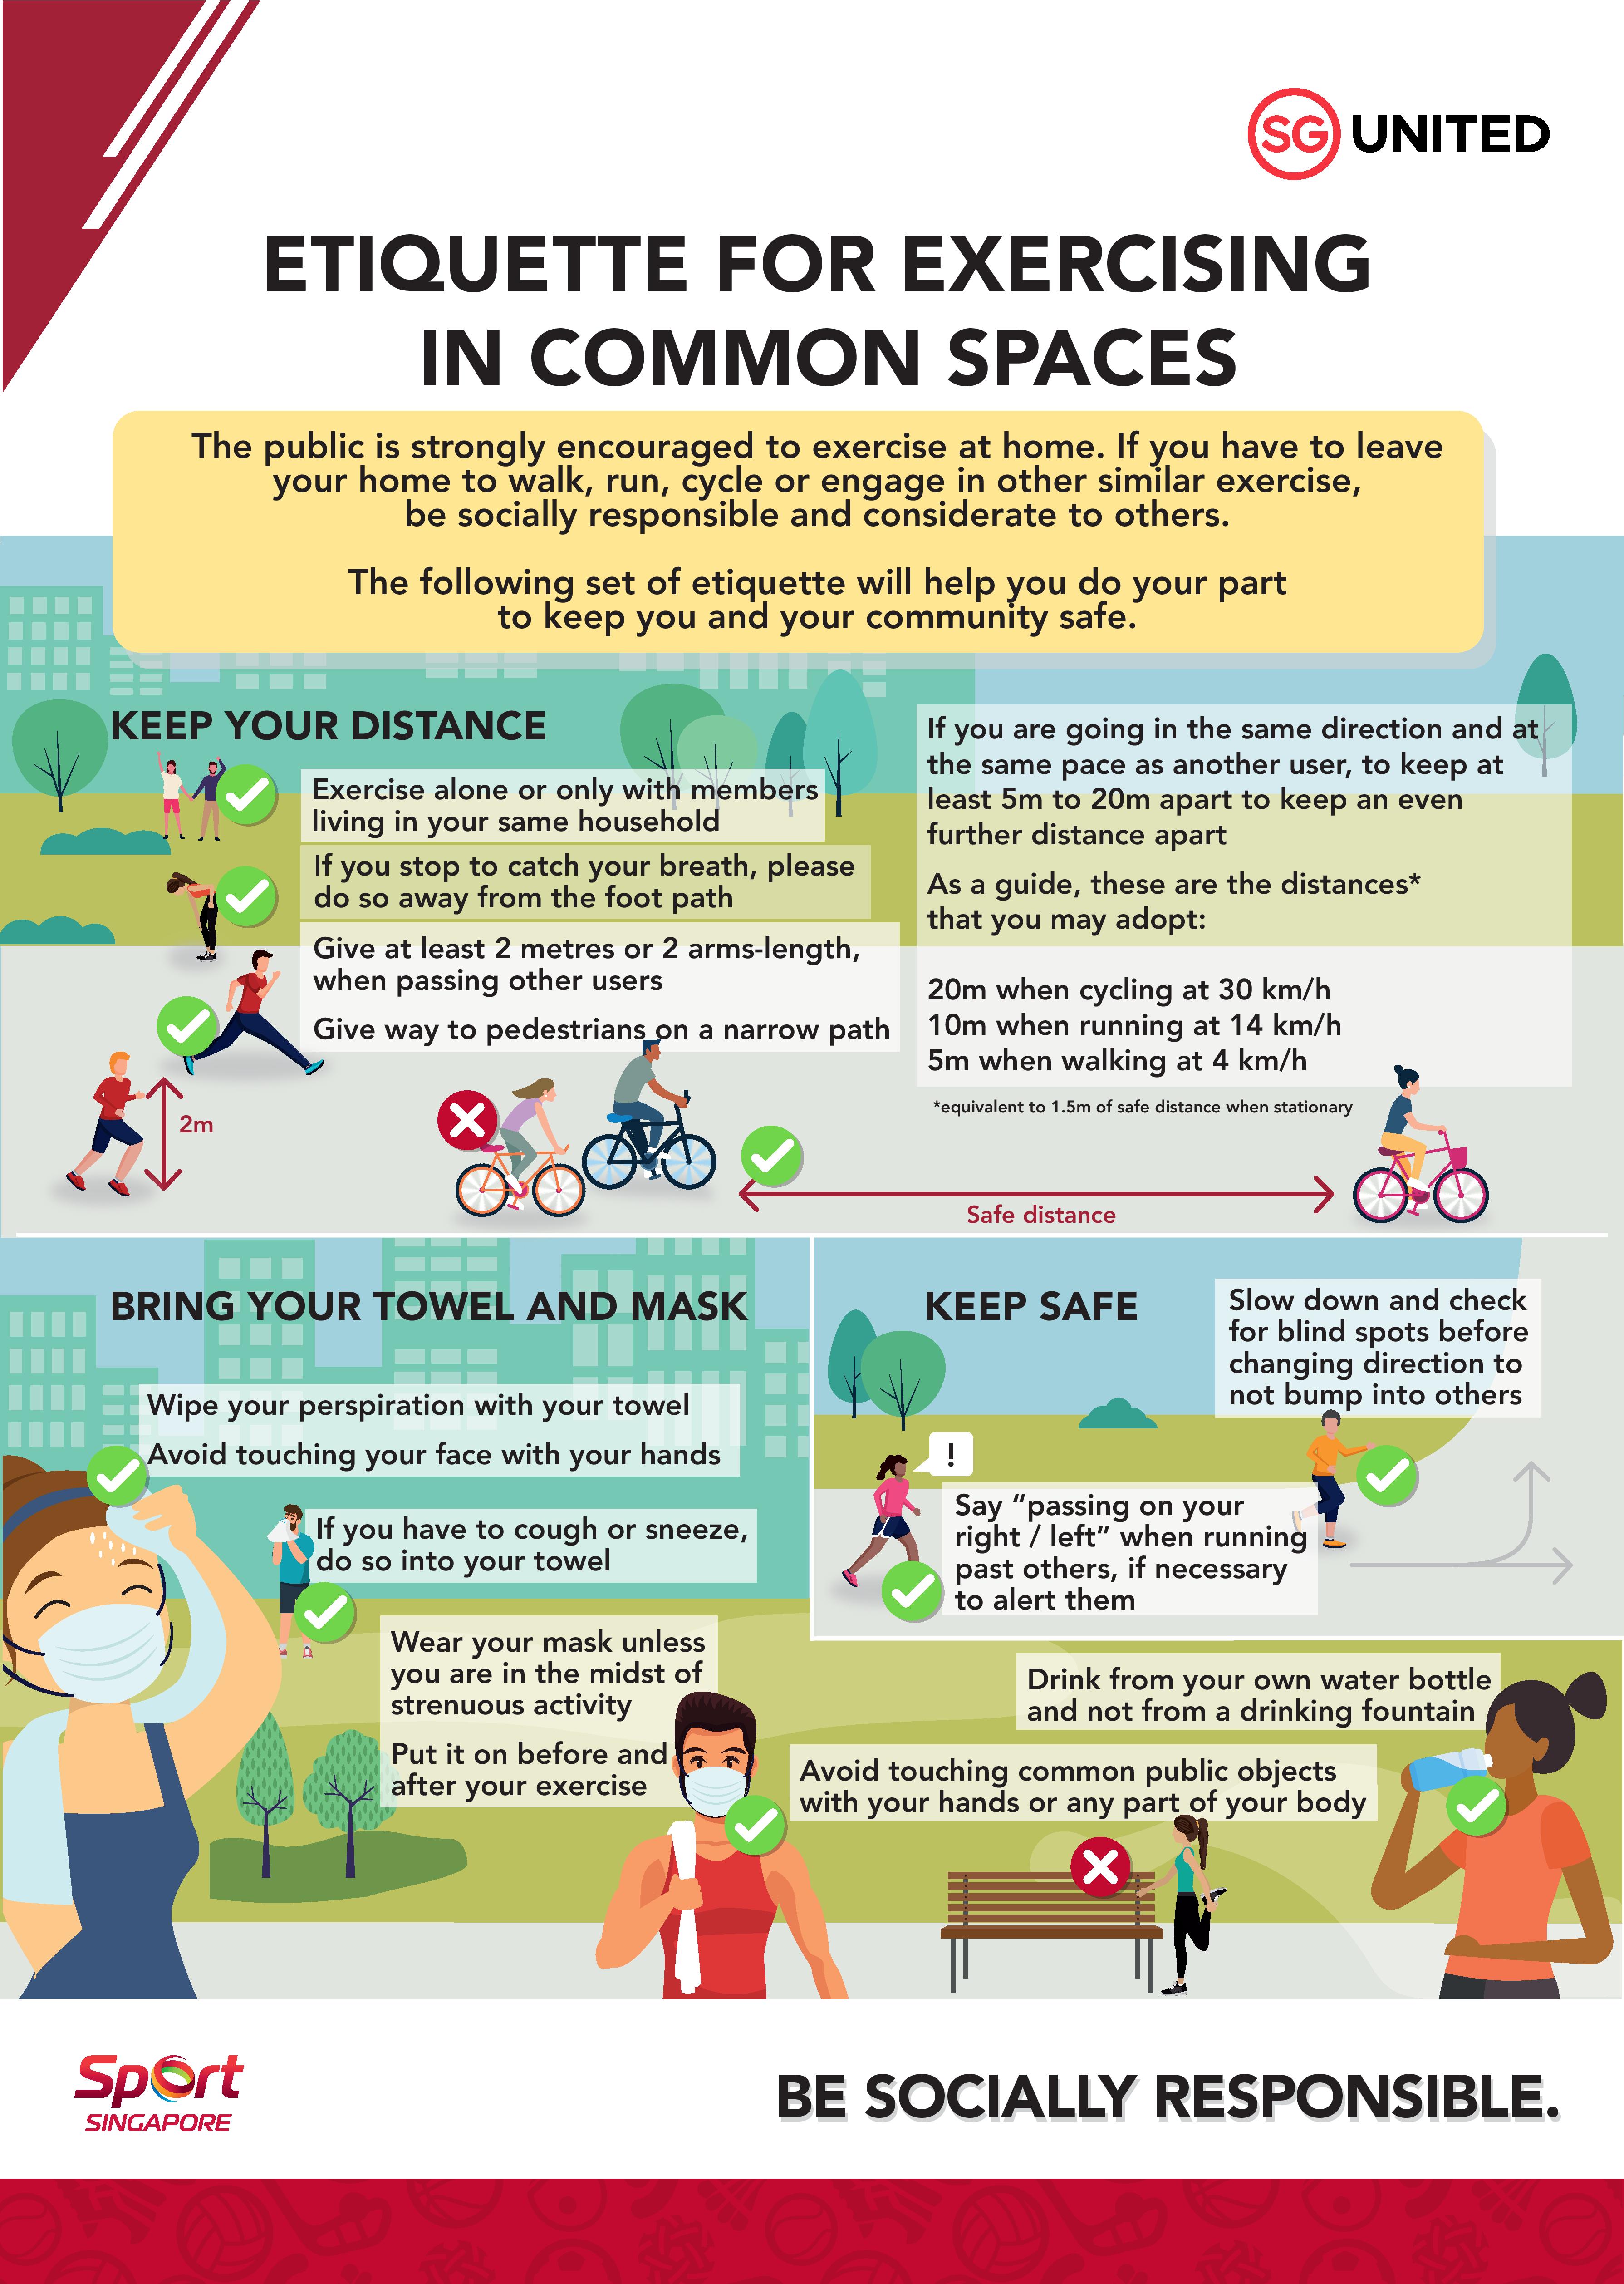 SG UNITED
ETIQUETTE FOR EXERCISING
IN COMMON SPACES
The public is strongly encouraged to exercise at home. If you have to leave
your home to walk, run, cycle or engage in other similar exercise,
be socially responsible and considerate to others.
The following set of etiquette will help you do your part
to keep you and your community safe.
KEEP YOUR DISTANCE
Exercise alone or only with members
living in your same household
If you stop to catch your breath, please
do so away from the foot path
Give at least 2 metres or 2 arms-length,
when passing other users
Give way to pedestrians on a narrow path
2m
If you are going in the same direction and at
the same pace as another user, to keep at
least 5m to 20m apart to keep an even
further distance apart
As a guide, these are the distances*
that you may adopt:
20m when cycling at 30 km/h
10m when running at 14 km/h
5m when walking at 4 km/h
*equivalent to 1.5m of safe distance when stationary
Safe distance
BRING YOUR TOWEL AND MASK
Wipe your perspiration with your towel
Avoid touching your face with your hands
If you have to cough or sneeze,
do so into your towel
Wear your mask unless
you are in the midst of
strenuous activity
Put it on before and
after your exercise
KEEP SAFE
Slow down and check
for blind spots before
changing direction to
not bump into others
!
Say “passing on your
right / left” when running
past others, if necessary
to alert them
Drink from your own water bottle
and not from a drinking fountain
Avoid touching common public objects
with your hands or any part of your body
Sport
SINGAPORE
BE SOCIALLY RESPONSIBLE.